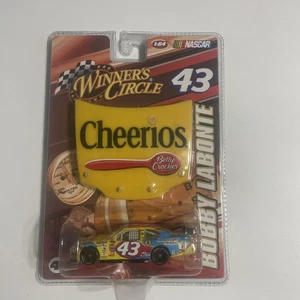 1:64
NASCAR
WINNER'S
CIRCLE
43
Cheerios
Betty
Crocker
BOBBY LABONTE
43